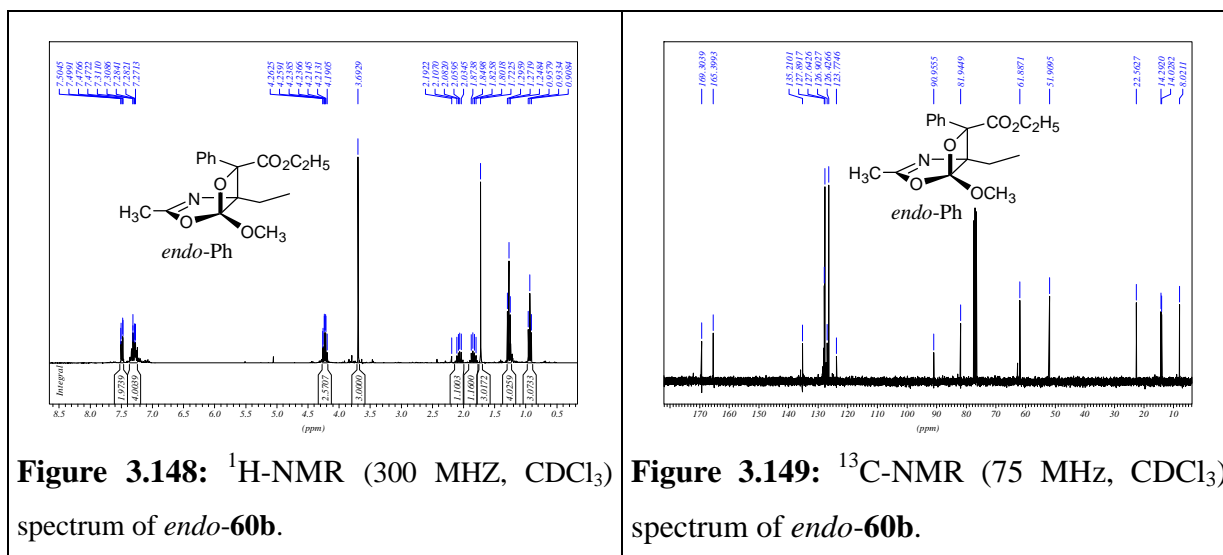 7.5045 7.4991 7.4766 7.4722 7.3110 7.3086 7.2841 7.2821 7.2713
4.2625 4.2591 4.2385 4.2366 4.2145 4.2131 4.1905
3.6929
2.1922 2.1070 2.0820 2.0595 2.0345 1.8738 1.8498 1.8258 1.8018 1.7225 1.2959 1.2719 1.2484 0.9579 0.9334 0.9084
Ph
O
CO2C2H5
N
H3C
O
OCH3
endo-Ph
Integral
1.9739 4.0039 2.5707 3.0000 1.1003 1.1600 3.0172 4.0259 3.0733
8.5 8.0 7.5 7.0 6.5 6.0 5.5 5.0 4.5 4.0 3.5 3.0 2.5 2.0 1.5 1.0 0.5
(ppm)
Figure 3.148: ¹H-NMR (300 MHZ, CDCl₃)
spectrum of endo-60b.
169.3039 165.3993
135.2101 127.8917 127.6426 126.9027 126.4266 123.7746
90.9555
81.9449
61.8871
51.9095
22.5627
14.2920 14.0282 8.0211
Ph
O
CO2C2H5
N
H3C
O
OCH3
endo-Ph
170 160 150 140 130 120 110 100 90 80 70 60 50 40 30 20 10
(ppm)
Figure 3.149: ¹³C-NMR (75 MHz, CDCl₃)
spectrum of endo-60b.